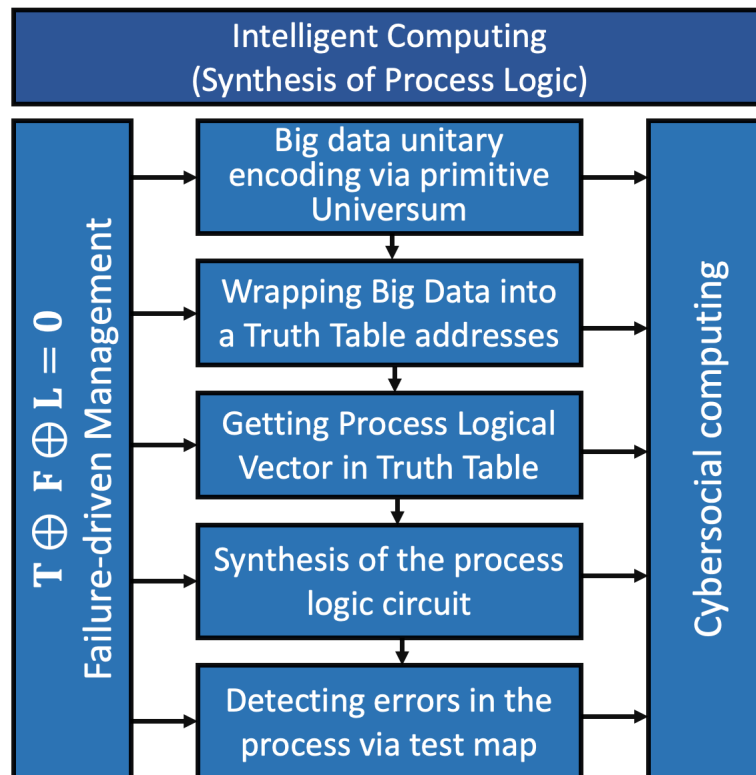 Intelligent Computing
(Synthesis of Process Logic)
T ⊕ F ⊕ L = 0
Failure-driven Management
Big data unitary
encoding via primitive
Universum
Wrapping Big Data into
a Truth Table addresses
Getting Process Logical
Vector in Truth Table
Synthesis of the process
logic circuit
Detecting errors in the
process via test map
Cybersocial computing